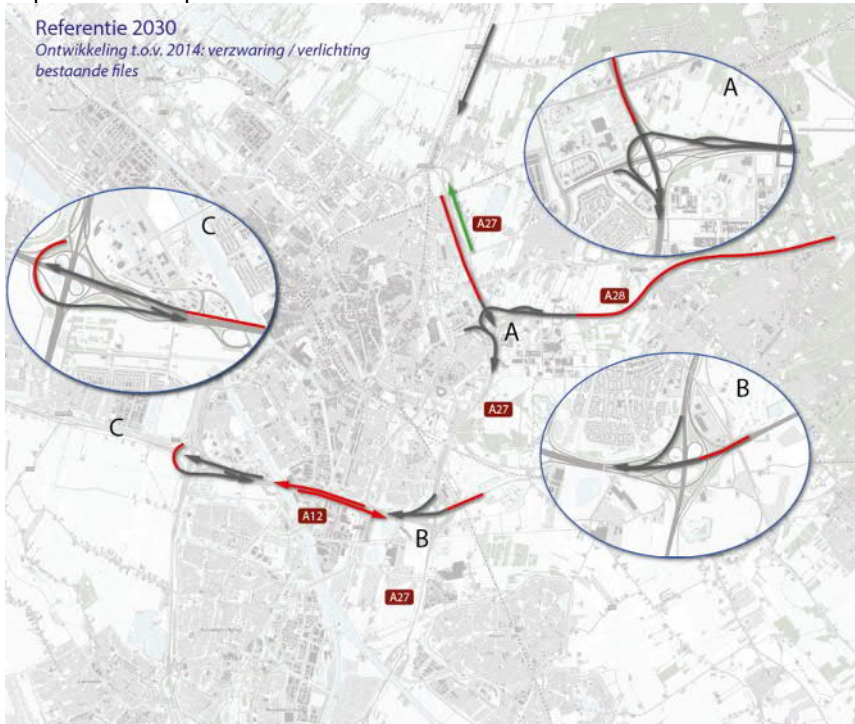 Referentie 2030
Ontwikkeling t.o.v. 2014: verzwaring / verlichting
bestaande files
A
A27
C
A28
A
A27
B
C
A12
B
A27